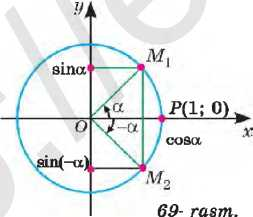 y
M₁
sinα
α
P(1; 0)
O
-α
x
cosα
sin(-α)
M₂
69- rasm.